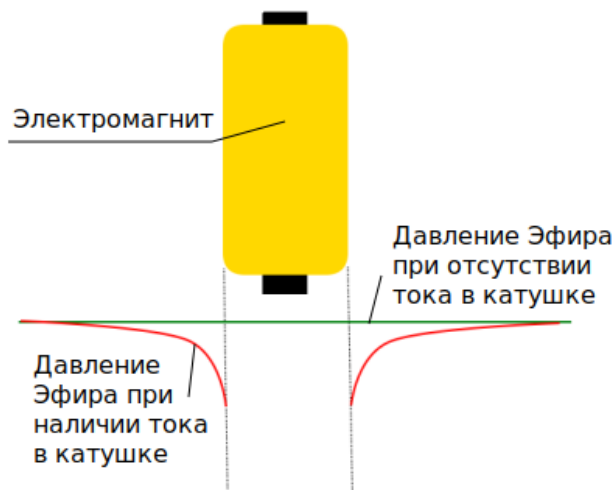 Электромагнит
Давление Эфира
при отсутствии
тока в катушке
Давление
Эфира при
наличии тока
в катушке